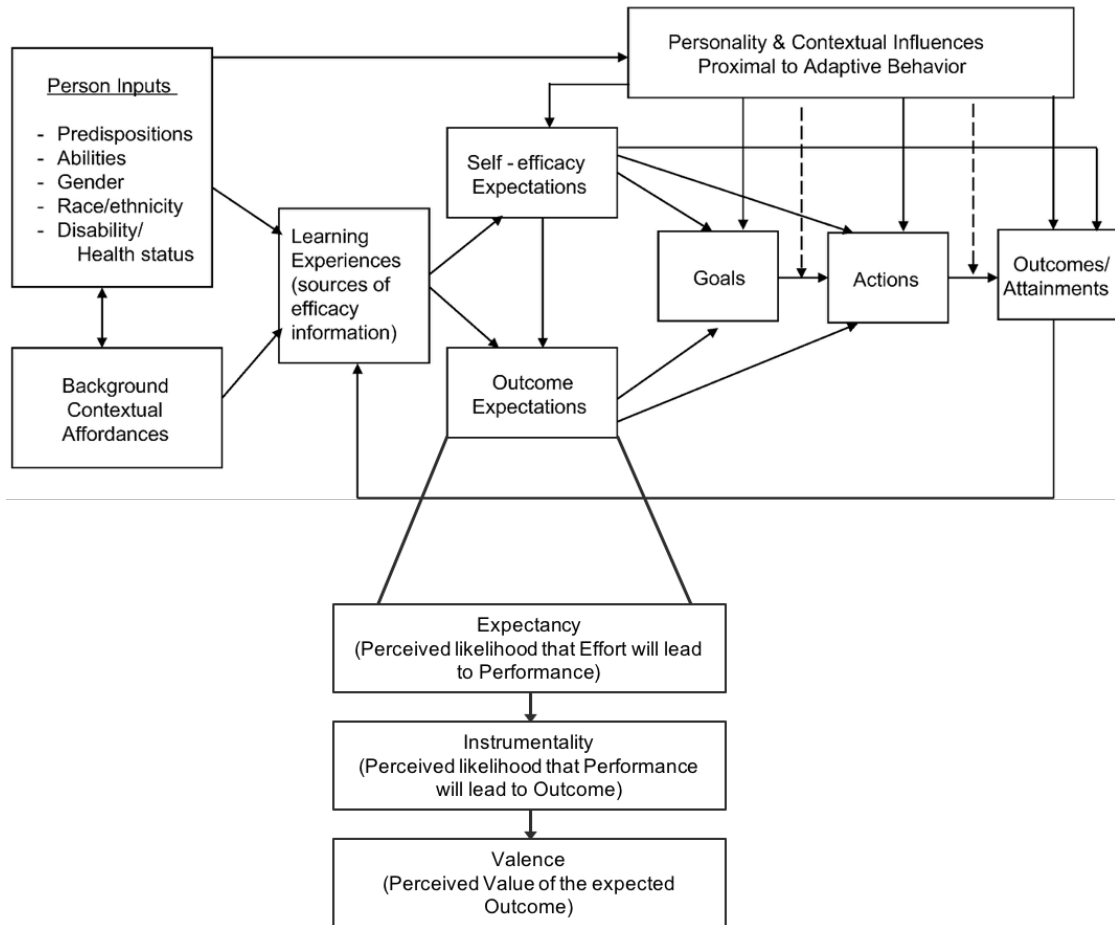 Personality & Contextual Influences
Proximal to Adaptive Behavior
Person Inputs
- Predispositions
- Abilities
- Gender
- Race/ethnicity
- Disability/
Health status
Self - efficacy
Expectations
Learning
Experiences
(sources of
efficacy
information)
Goals
Actions
Outcomes/
Attainments
Background
Contextual
Affordances
Outcome
Expectations
Expectancy
(Perceived likelihood that Effort will lead
to Performance)
Instrumentality
(Perceived likelihood that Performance
will lead to Outcome)
Valence
(Perceived Value of the expected
Outcome)